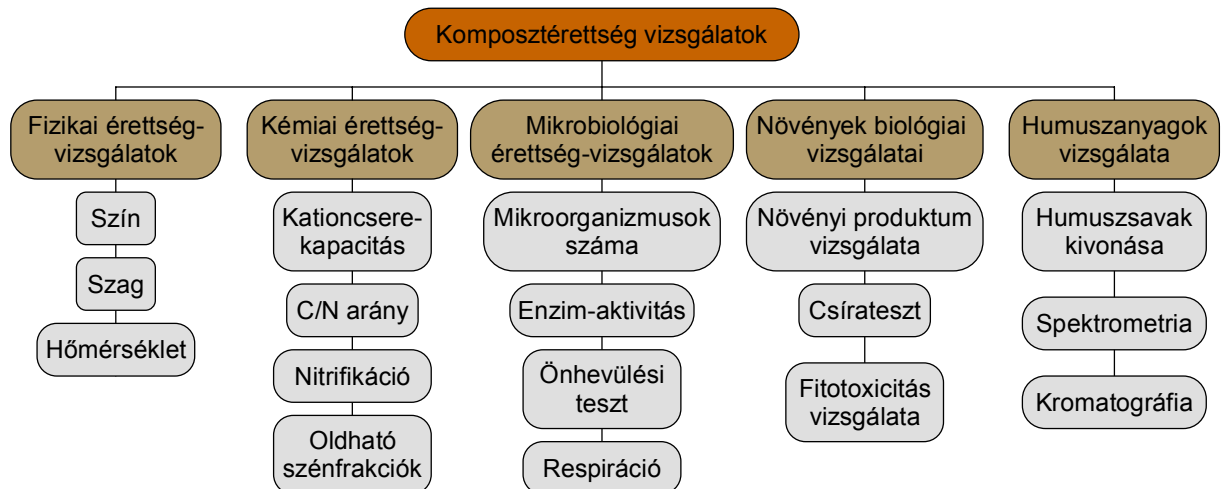 Komposztérettség vizsgálatok
Fizikai érettség-
vizsgálatok
Szín
Szag
Hőmérséklet
Kémiai érettség-
vizsgálatok
Kationcsere-
kapacitás
C/N arány
Nitrifikáció
Oldható
szénfrakciók
Mikrobiológiai
érettség-vizsgálatok
Mikroorganizmusok
száma
Enzim-aktivitás
Önhevülési
teszt
Respiráció
Növények biológiai
vizsgálatai
Növényi produktum
vizsgálata
Csírateszt
Fitotoxicitás
vizsgálata
Humuszanyagok
vizsgálata
Humuszsavak
kivonása
Spektrometria
Kromatográfia